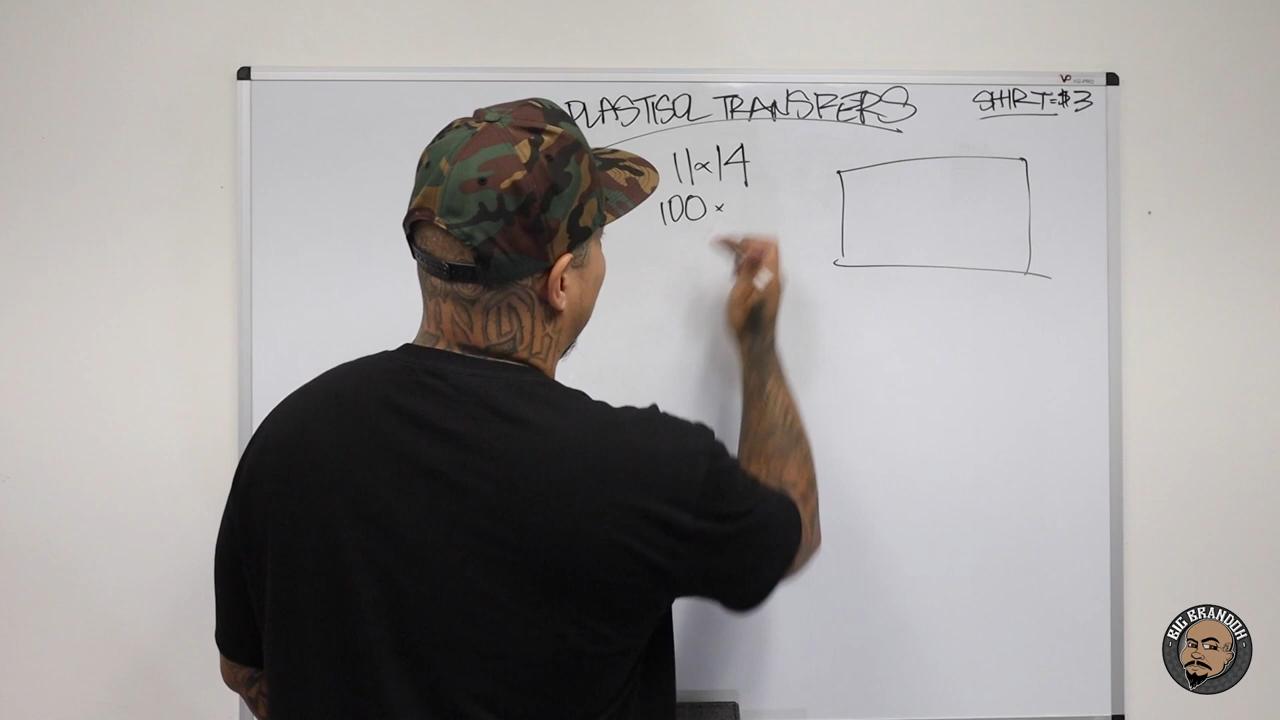 PLASTISOL TRANSFERS
SHIRT=$3
11x14
100 x
BIG BRANDOH